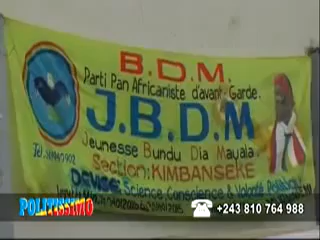 B.D.M.
Parti Pan Africaniste d'avant-Garde.
J.B.D.M
Jeunesse Bundu Dia Mayala.
Section: KIMBANSEKE
Science, Conscience & Volonté
POLITISSIMO
+243 810 764 988